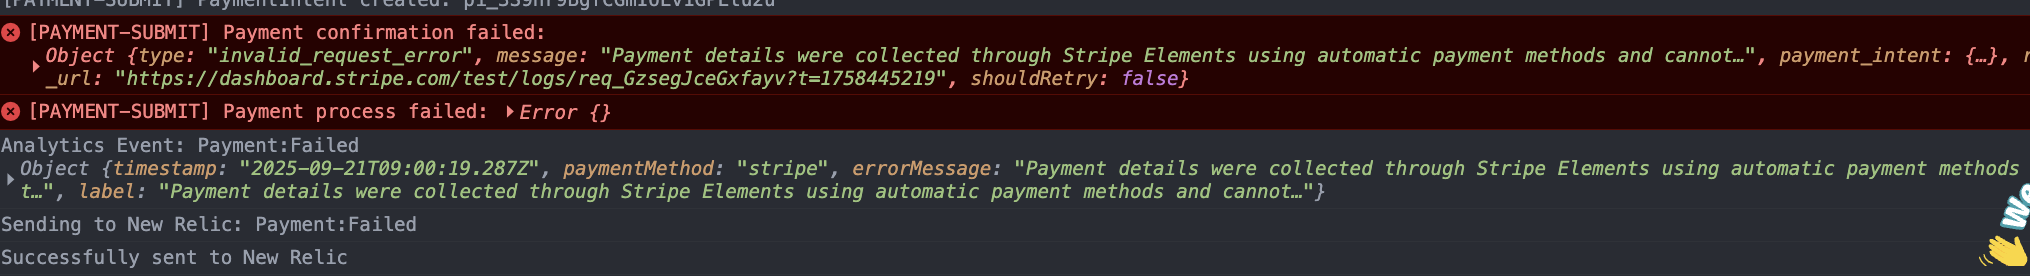 [PAYMENT-SUBMIT] PaymentIntent created:
[PAYMENT-SUBMIT] Payment confirmation failed:
Object {type: "invalid_request_error", message: "Payment details were collected through Stripe Elements using automatic payment methods and cannot…", payment_intent: {…}, r
_url: "https://dashboard.stripe.com/test/logs/req_GzsegJceGxfayv?t=1758445219", shouldRetry: false}
[PAYMENT-SUBMIT] Payment process failed: Error {}
Analytics Event: Payment:Failed
Object {timestamp: "2025-09-21T09:00:19.287Z", paymentMethod: "stripe", errorMessage: "Payment details were collected through Stripe Elements using automatic payment methods
t…", label: "Payment details were collected through Stripe Elements using automatic payment methods and cannot…"}
Sending to New Relic: Payment:Failed
Successfully sent to New Relic